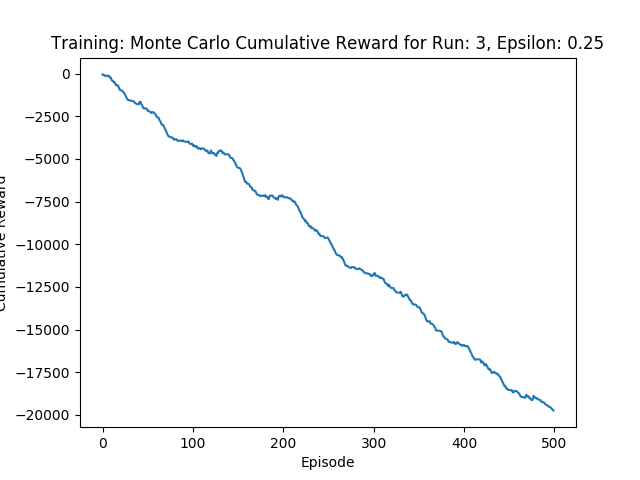 Training: Monte Carlo Cumulative Reward for Run: 3, Epsilon: 0.25
0
−2500
−5000
−7500
−10000
−12500
−15000
−17500
−20000
Cumulative Reward
0 100 200 300 400 500
Episode